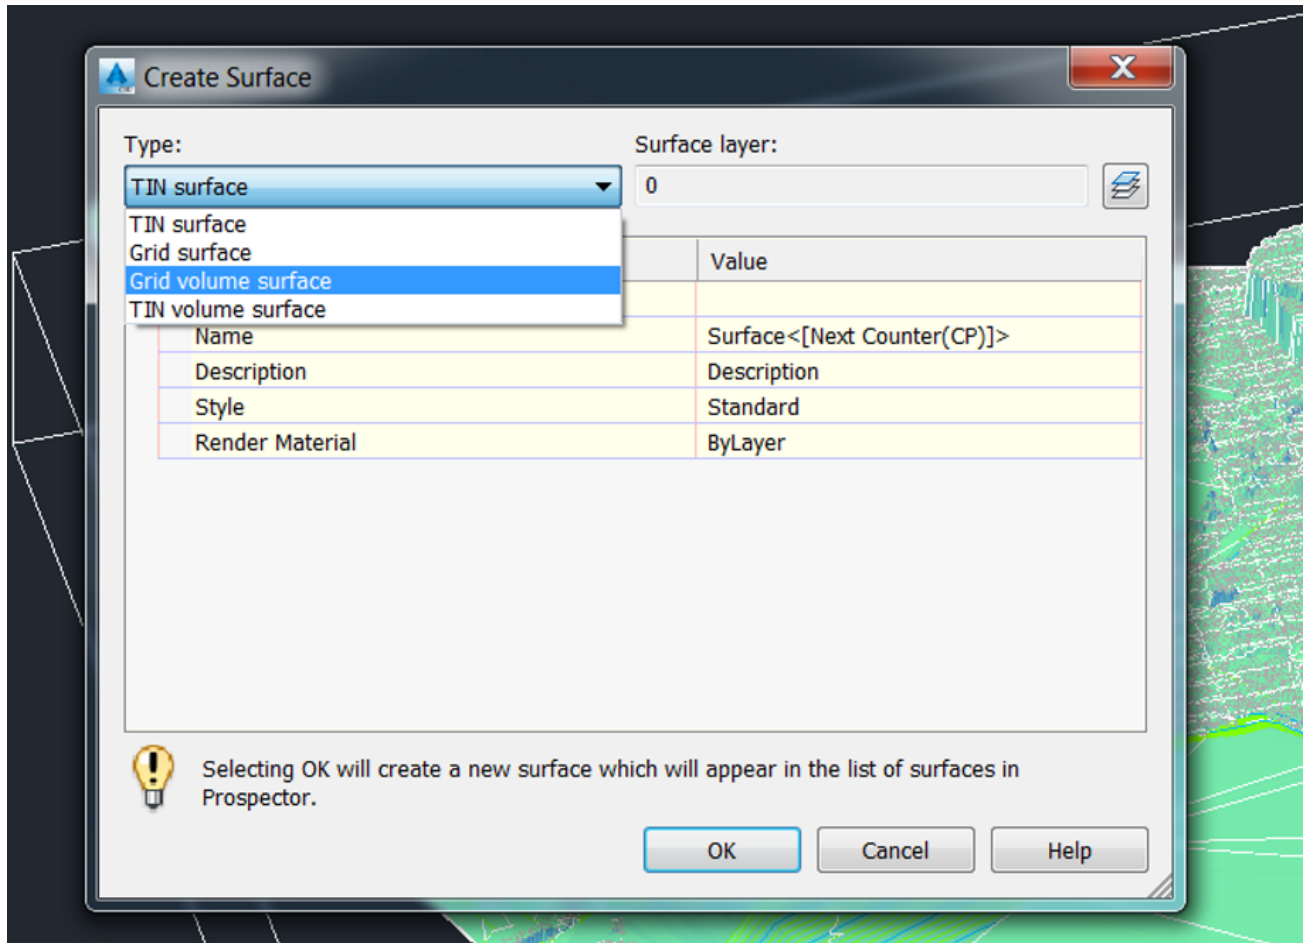 Create Surface
Type:
Surface layer:
TIN surface
0
TIN surface
Grid surface
Grid volume surface
TIN volume surface
Value
Name
Surface<[Next Counter(CP)]>
Description
Description
Style
Standard
Render Material
ByLayer
Selecting OK will create a new surface which will appear in the list of surfaces in
Prospector.
OK
Cancel
Help